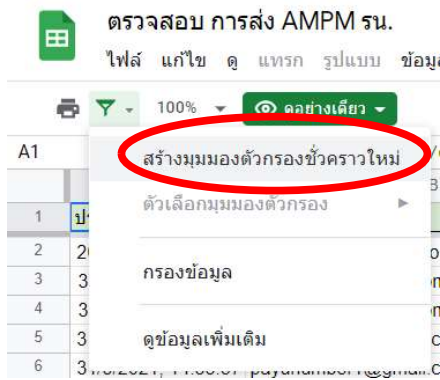 ตรวจสอบ การส่ง AMPM รน.
ไฟล์ แก้ไข ดู แทรก รูปแบบ ข้อมูล
100% ดูอย่างเดียว
A1
สร้างมุมมองตัวกรองชั่วคราวใหม่
B
ตัวเลือกมุมมองตัวกรอง
1
2 20
3 3
กรองข้อมูล
4 3
5 3
ดูข้อมูลเพิ่มเติม
6